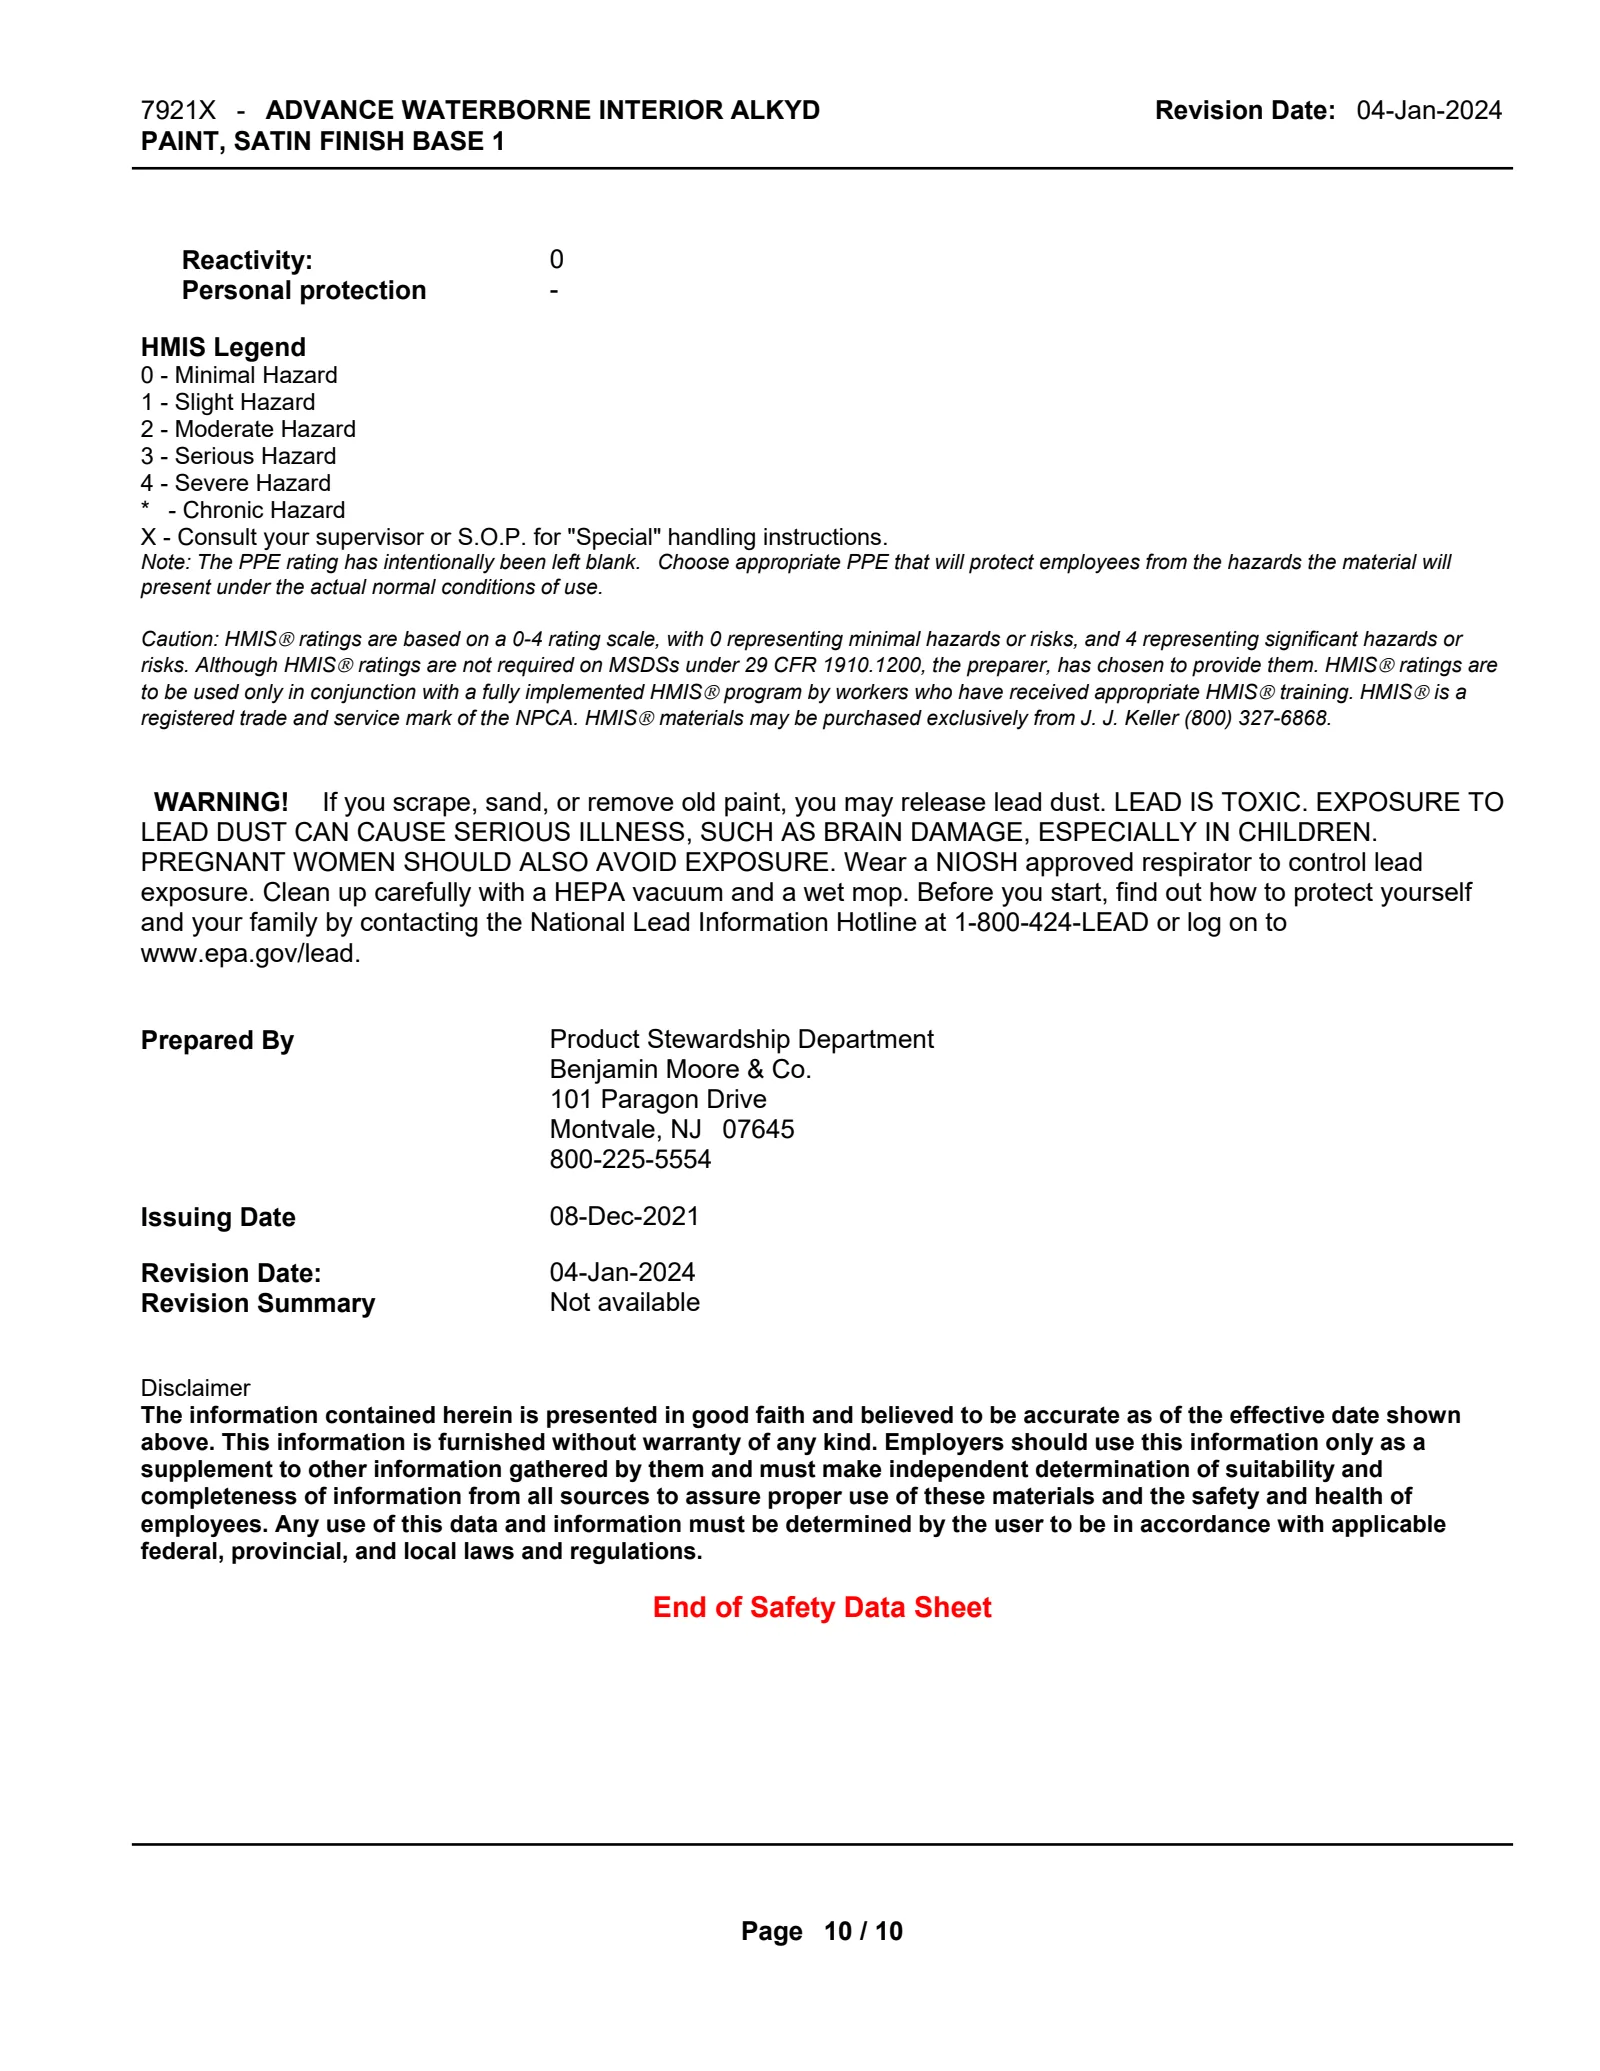 7921X - ADVANCE WATERBORNE INTERIOR ALKYD PAINT, SATIN FINISH BASE 1
Revision Date: 04-Jan-2024
Reactivity: 0
Personal protection -
HMIS Legend
0 - Minimal Hazard
1 - Slight Hazard
2 - Moderate Hazard
3 - Serious Hazard
4 - Severe Hazard
* - Chronic Hazard
X - Consult your supervisor or S.O.P. for "Special" handling instructions.
Note: The PPE rating has intentionally been left blank. Choose appropriate PPE that will protect employees from the hazards the material will
present under the actual normal conditions of use.
Caution: HMIS® ratings are based on a 0-4 rating scale, with 0 representing minimal hazards or risks, and 4 representing significant hazards or
risks. Although HMIS® ratings are not required on MSDSs under 29 CFR 1910.1200, the preparer, has chosen to provide them. HMIS® ratings are
to be used only in conjunction with a fully implemented HMIS® program by workers who have received appropriate HMIS® training. HMIS® is a
registered trade and service mark of the NPCA. HMIS® materials may be purchased exclusively from J. J. Keller (800) 327-6868.
WARNING! If you scrape, sand, or remove old paint, you may release lead dust. LEAD IS TOXIC. EXPOSURE TO
LEAD DUST CAN CAUSE SERIOUS ILLNESS, SUCH AS BRAIN DAMAGE, ESPECIALLY IN CHILDREN.
PREGNANT WOMEN SHOULD ALSO AVOID EXPOSURE. Wear a NIOSH approved respirator to control lead
exposure. Clean up carefully with a HEPA vacuum and a wet mop. Before you start, find out how to protect yourself
and your family by contacting the National Lead Information Hotline at 1-800-424-LEAD or log on to
www.epa.gov/lead.
Prepared By Product Stewardship Department
Benjamin Moore & Co.
101 Paragon Drive
Montvale, NJ 07645
800-225-5554
Issuing Date 08-Dec-2021
Revision Date: 04-Jan-2024
Revision Summary Not available
Disclaimer
The information contained herein is presented in good faith and believed to be accurate as of the effective date shown
above. This information is furnished without warranty of any kind. Employers should use this information only as a
supplement to other information gathered by them and must make independent determination of suitability and
completeness of information from all sources to assure proper use of these materials and the safety and health of
employees. Any use of this data and information must be determined by the user to be in accordance with applicable
federal, provincial, and local laws and regulations.
End of Safety Data Sheet
Page 10 / 10